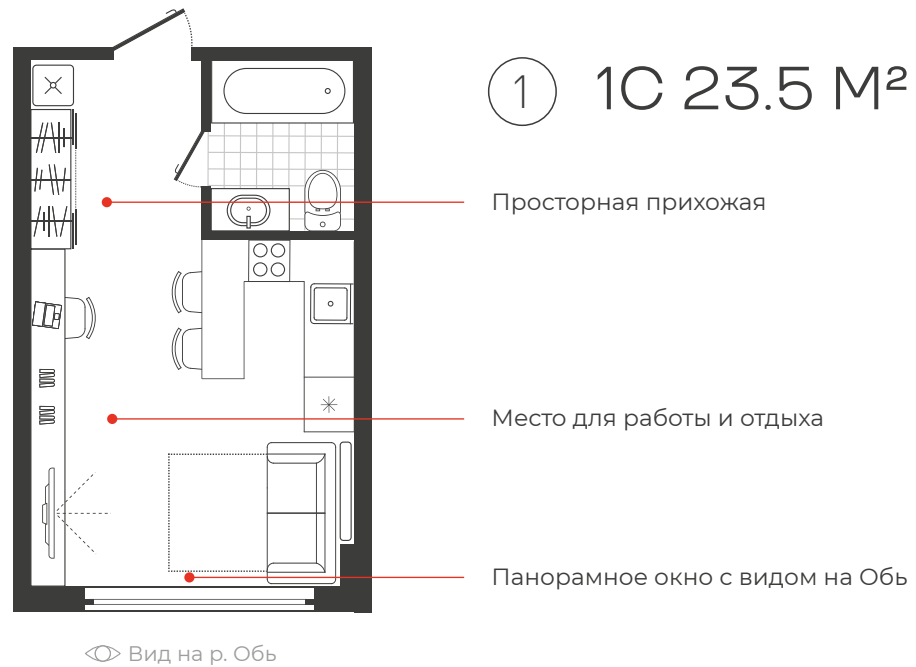 1 1С 23.5 М²
Просторная прихожая
Место для работы и отдыха
Панорамное окно с видом на Обь
Вид на р. Обь